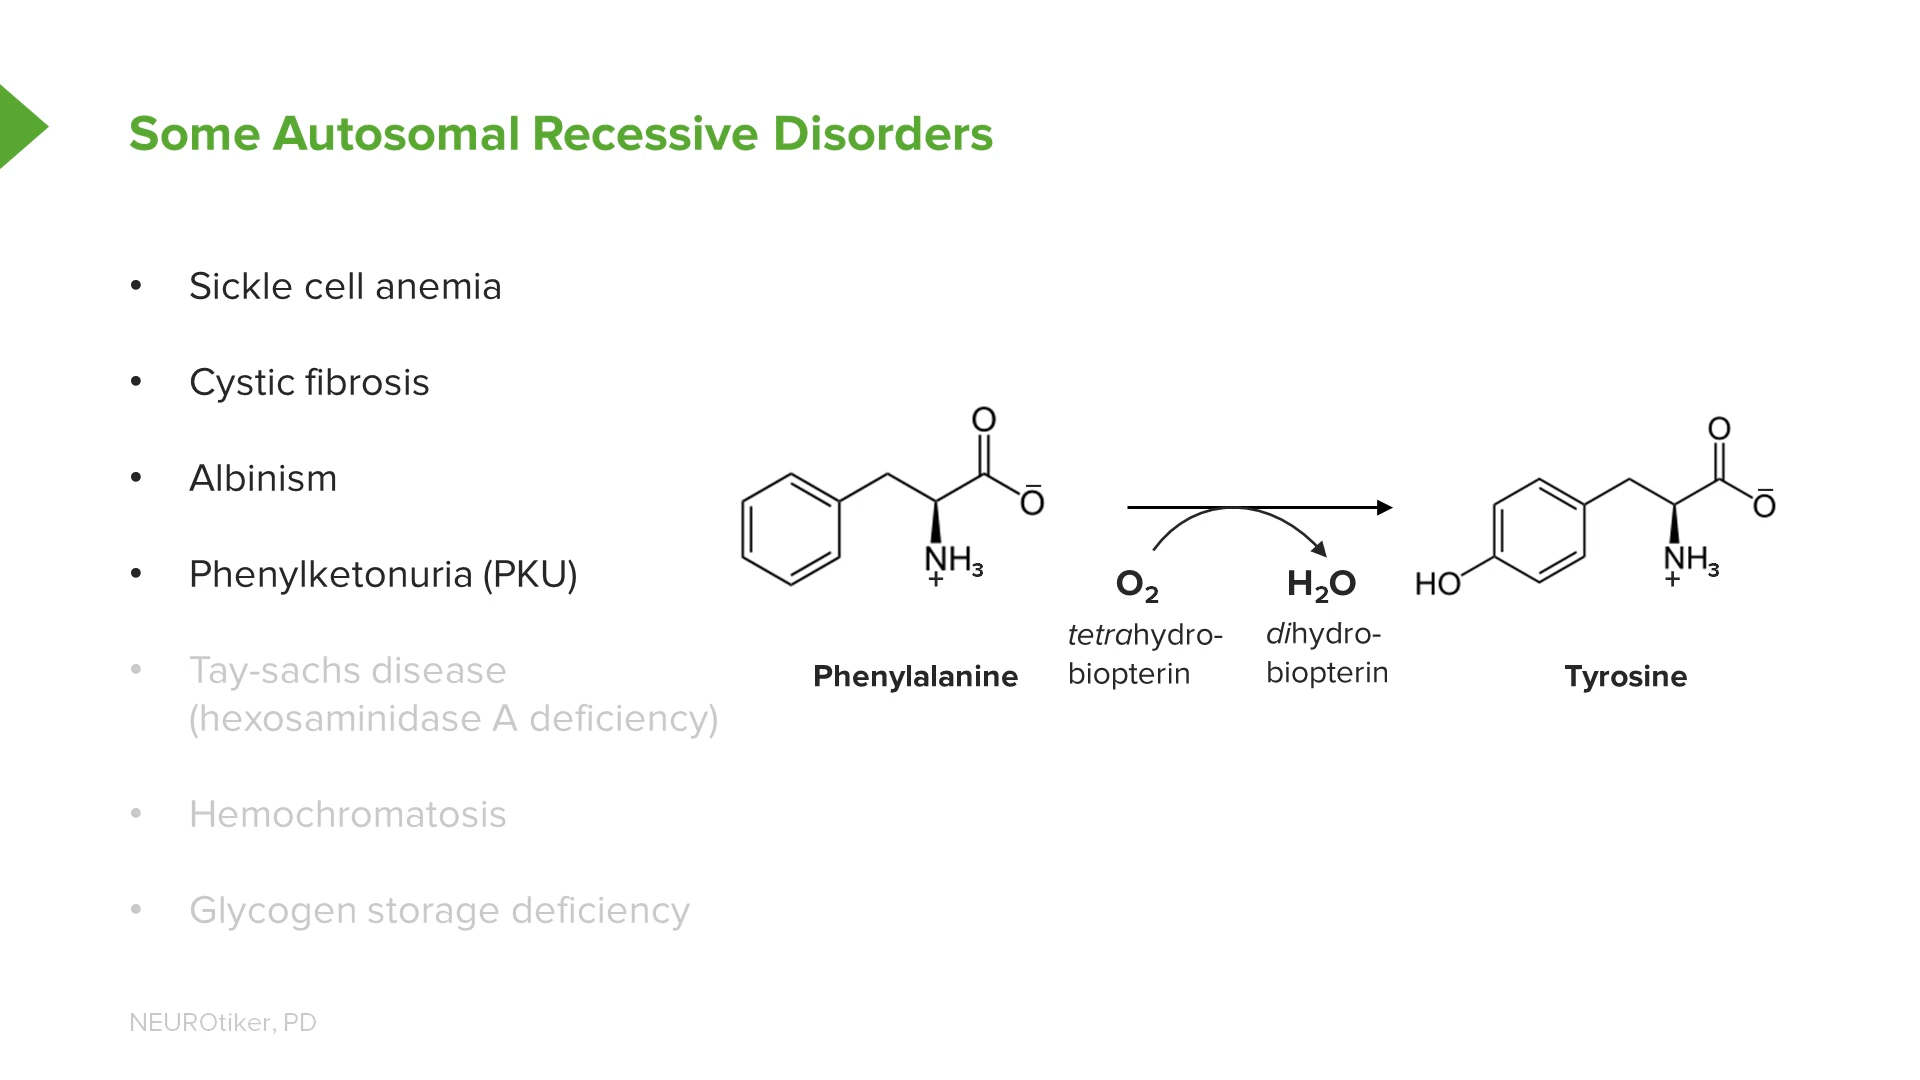 Some Autosomal Recessive Disorders
• Sickle cell anemia
• Cystic fibrosis
• Albinism
• Phenylketonuria (PKU)
• Tay-sachs disease
(hexosaminidase A deficiency)
• Hemochromatosis
• Glycogen storage deficiency
O
O̅
NH₃
+
Phenylalanine
O₂
tetrahydro-
biopterin
H₂O
dihydro-
biopterin
O
O̅
NH₃
+
HO
Tyrosine
NEUROtiker, PD